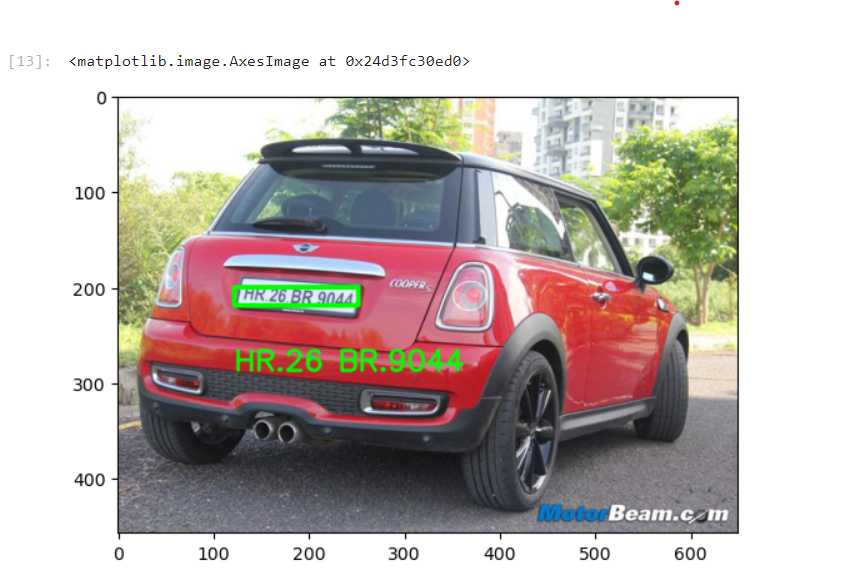 [13]: <matplotlib.image.AxesImage at 0x24d3fc30ed0>
0
100
200
300
400
COOPER S
HR.26.BR.9044
HR.26 BR.9044
MotorBeam.com
0 100 200 300 400 500 600